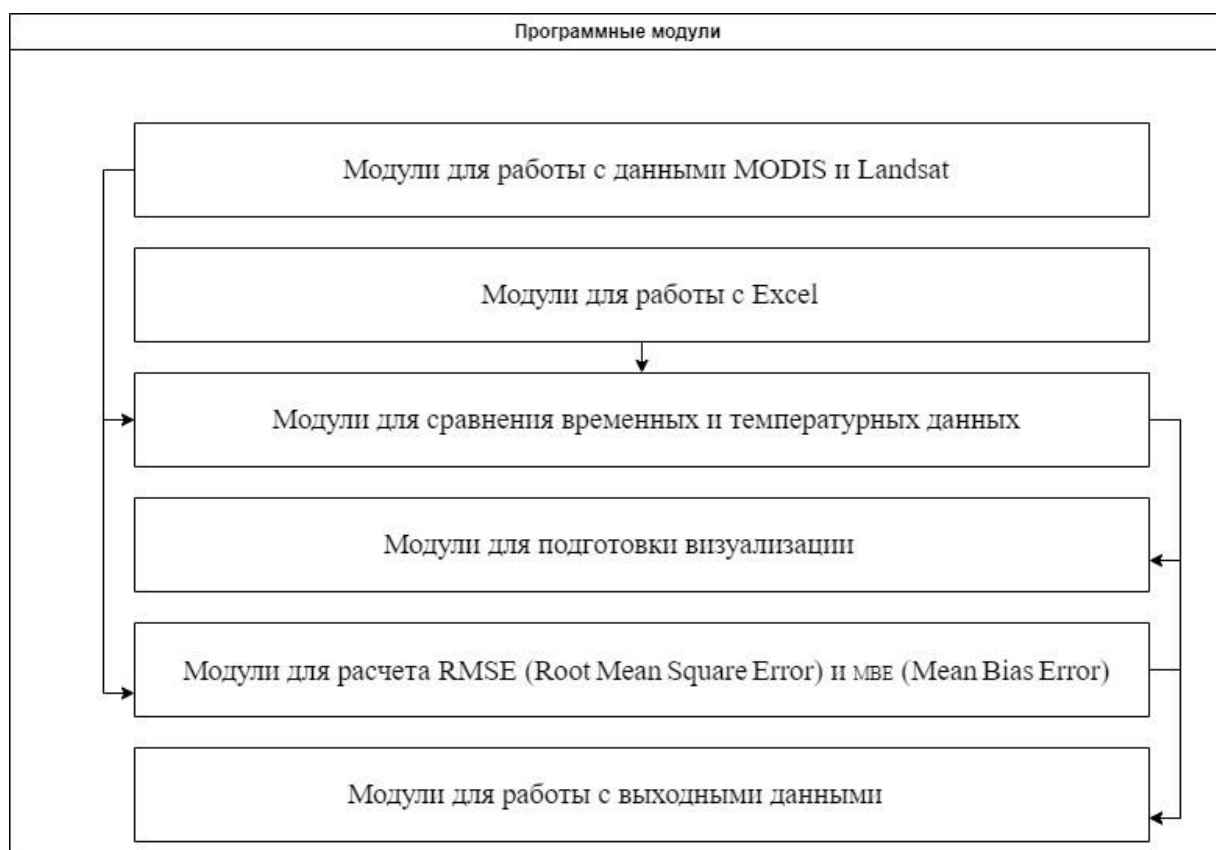 Программные модули
Модули для работы с данными MODIS и Landsat
Модули для работы с Excel
Модули для сравнения временных и температурных данных
Модули для подготовки визуализации
Модули для расчета RMSE (Root Mean Square Error) и MBE (Mean Bias Error)
Модули для работы с выходными данными